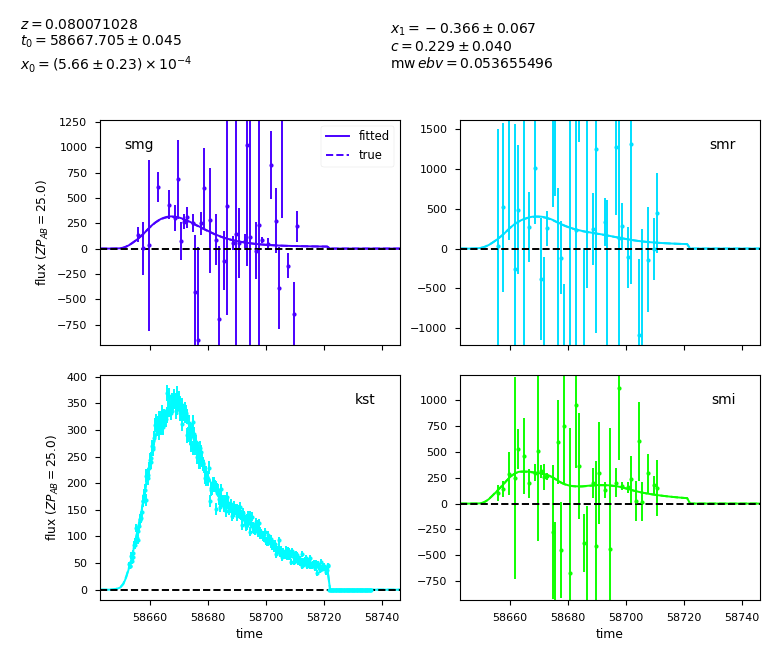 z = 0.080071028
t0 = 58667.705 ± 0.045
x0 = (5.66 ± 0.23) × 10^−4
x1 = −0.366 ± 0.067
c = 0.229 ± 0.040
mw ebv = 0.053655496
1250
1000
750
500
250
0
−250
−500
−750
flux (ZP_AB = 25.0)
smg
fitted
true
1500
1000
500
0
−500
−1000
smr
400
350
300
250
200
150
100
50
0
flux (ZP_AB = 25.0)
kst
58660 58680 58700 58720 58740
time
1000
750
500
250
0
−250
−500
−750
smi
58660 58680 58700 58720 58740
time